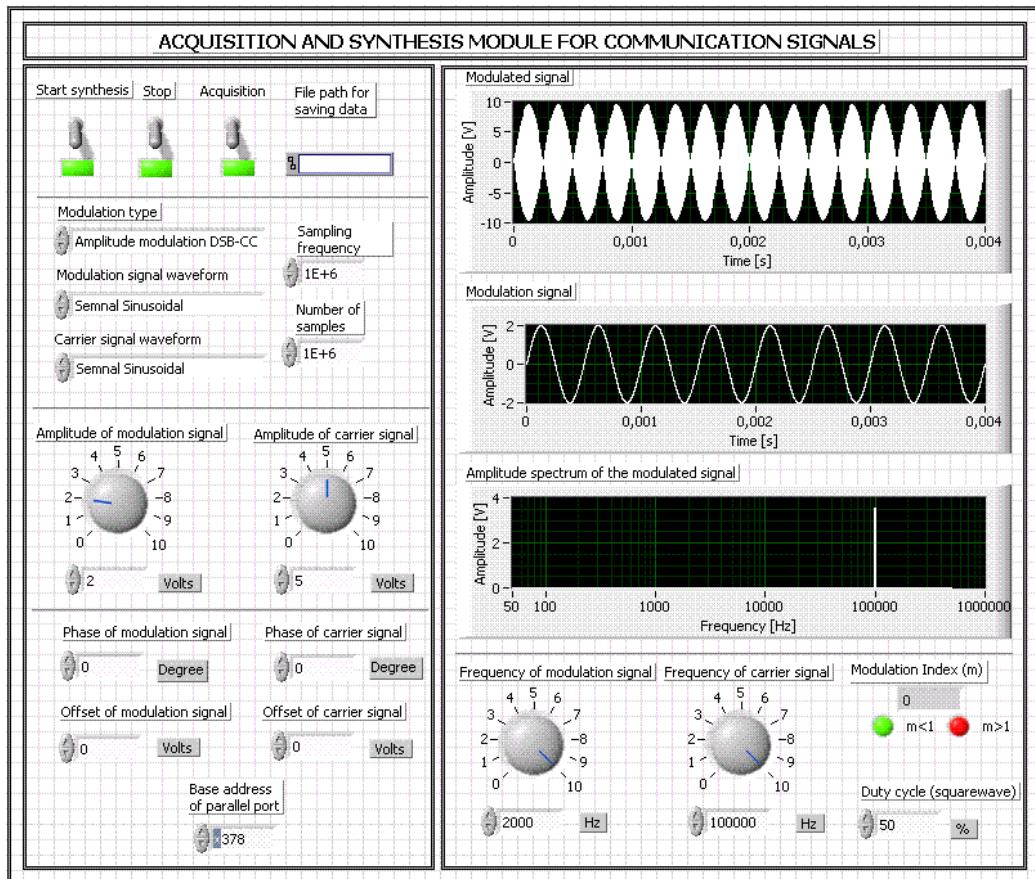 ACQUISITION AND SYNTHESIS MODULE FOR COMMUNICATION SIGNALS
Start synthesis
Stop
Acquisition
File path for
saving data
Modulation type
Amplitude modulation DSB-CC
Modulation signal waveform
Semnal Sinusoidal
Carrier signal waveform
Semnal Sinusoidal
Sampling
frequency
1E+6
Number of
samples
1E+6
Amplitude of modulation signal
0 1 2 3 4 5 6 7 8 9 10
2
Volts
Amplitude of carrier signal
0 1 2 3 4 5 6 7 8 9 10
5
Volts
Phase of modulation signal
0
Degree
Phase of carrier signal
0
Degree
Offset of modulation signal
0
Volts
Offset of carrier signal
0
Volts
Base address
of parallel port
x378
Modulated signal
Amplitude [V]
10
5
0
-5
-10
0 0,001 0,002 0,003 0,004
Time [s]
Modulation signal
Amplitude [V]
2
0
-2
0 0,001 0,002 0,003 0,004
Time [s]
Amplitude spectrum of the modulated signal
Amplitude [V]
4
2
0
50 100 1000 10000 100000 1000000
Frequency [Hz]
Frequency of modulation signal
0 1 2 3 4 5 6 7 8 9 10
2000
Hz
Frequency of carrier signal
0 1 2 3 4 5 6 7 8 9 10
100000
Hz
Modulation Index (m)
0
m<1
m>1
Duty cycle (squarewave)
50
%